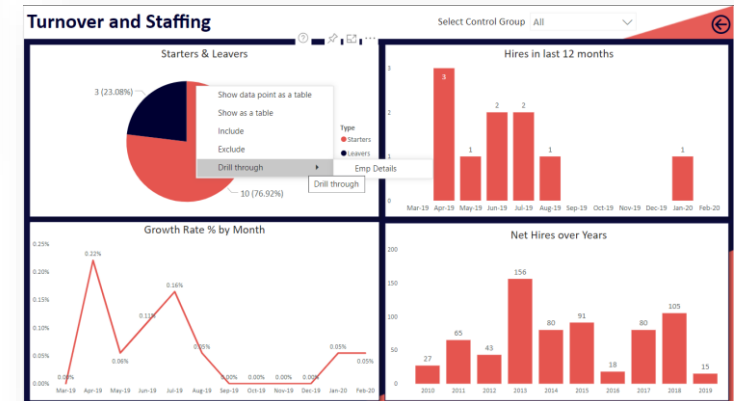 Turnover and Staffing
Select Control Group All
Starters & Leavers
3 (23.08%)
10 (76.92%)
Type
Starters
Leavers
Show data point as a table
Show as a table
Include
Exclude
Drill through
Emp Details
Drill through
Hires in last 12 months
3
2
1
0
3
1
2
2
1
1
Mar-19 Apr-19 May-19 Jun-19 Jul-19 Aug-19 Sep-19 Oct-19 Nov-19 Dec-19 Jan-20 Feb-20
Growth Rate % by Month
0.25%
0.20%
0.15%
0.10%
0.05%
0.00%
0.00%
0.22%
0.06%
0.11%
0.16%
0.05%
0.00%
0.00%
0.00%
0.00%
0.05%
0.05%
Mar-19 Apr-19 May-19 Jun-19 Jul-19 Aug-19 Sep-19 Oct-19 Nov-19 Dec-19 Jan-20 Feb-20
Net Hires over Years
200
150
100
50
0
27
65
43
156
80
91
18
80
105
15
2010 2011 2012 2013 2014 2015 2016 2017 2018 2019